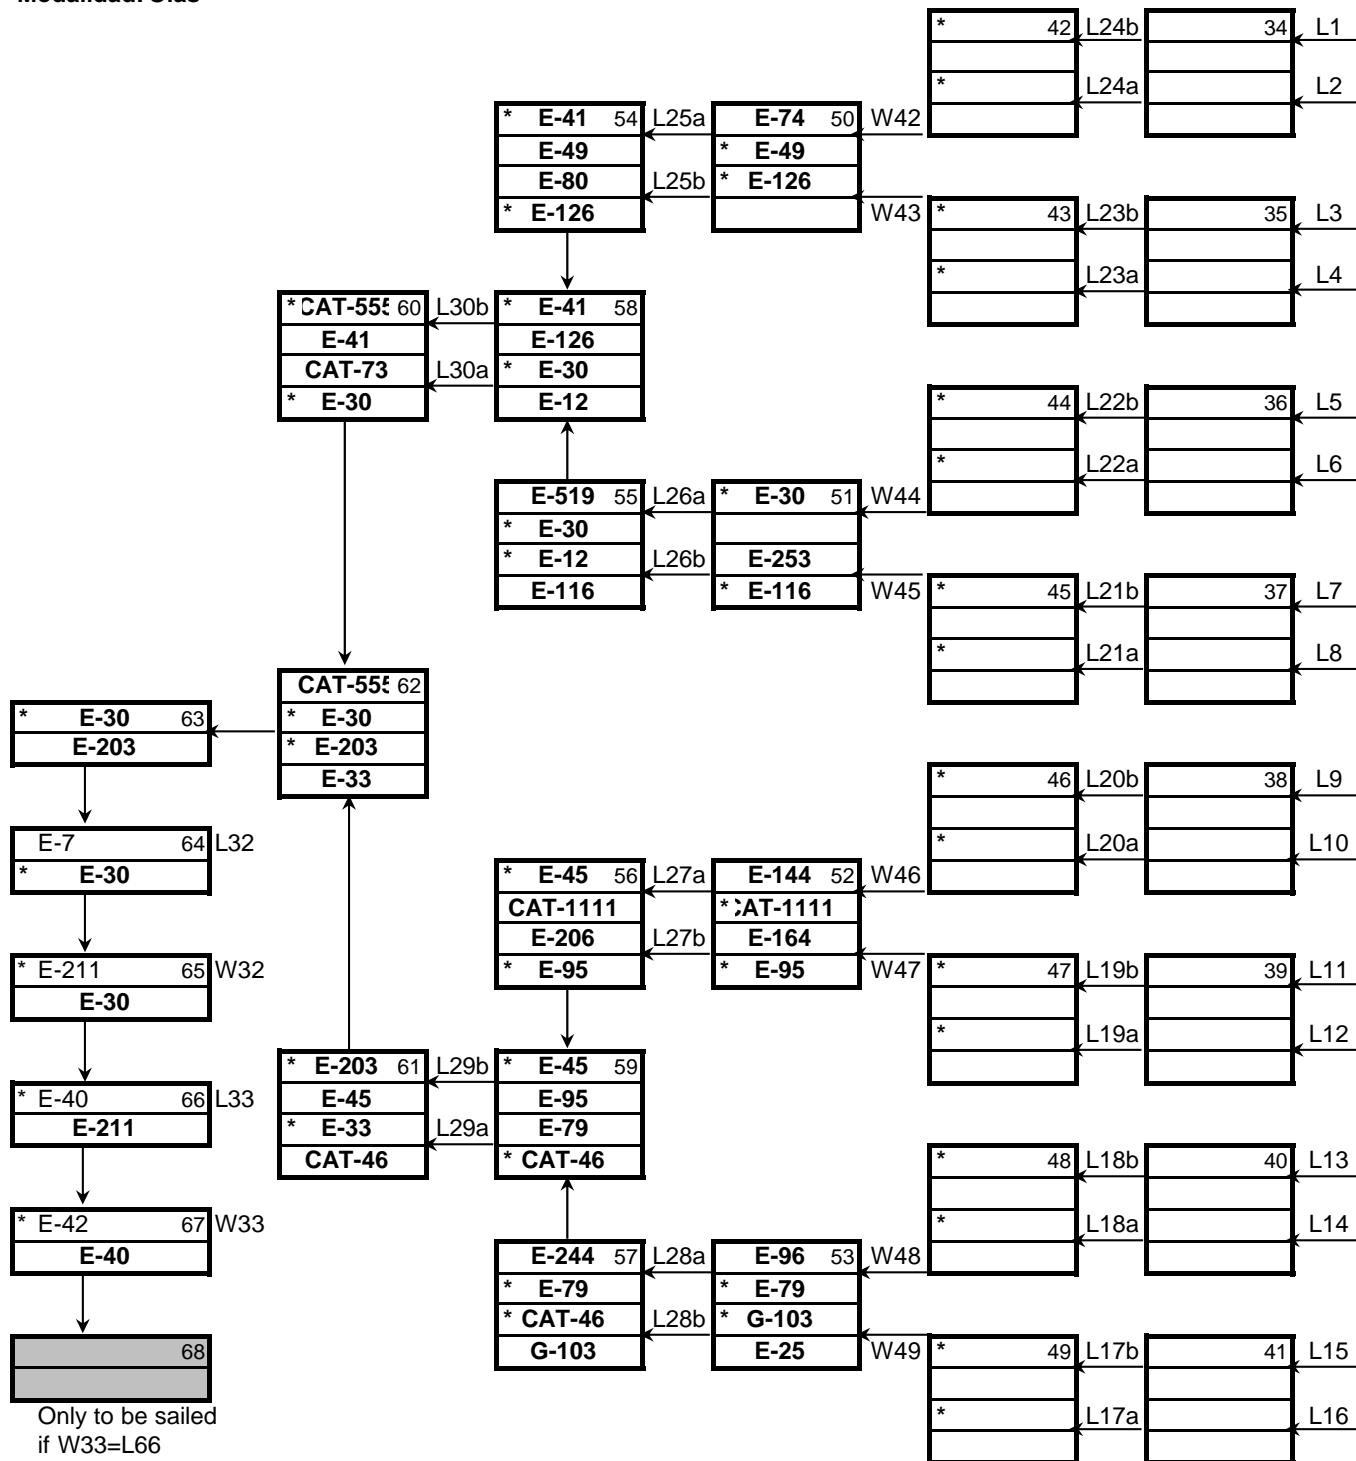 * 42 L24b 34 L1
* L24a L2
* E-41 54 L25a E-74 50 W42
E-49 * E-49
E-80 L25b * E-126
* E-126 W43 * 43 L23b 35 L3
* L23a L4
* CAT-555 60 L30b * E-41 58
E-41 E-126
CAT-73 L30a * E-30
* E-30 E-12
* 44 L22b 36 L5
* L22a L6
E-519 55 L26a * E-30 51 W44
* E-30
* E-12 L26b E-253
E-116 * E-116 W45 * 45 L21b 37 L7
* L21a L8
CAT-555 62
* E-30 63 * E-30
E-203 * E-203
E-33
* 46 L20b 38 L9
E-7 64 L32 * L20a L10
* E-30 * E-45 56 L27a E-144 52 W46
CAT-1111 * CAT-1111
E-206 L27b E-164
* E-211 65 W32 * E-95 * E-95 W47 * 47 L19b 39 L11
E-30
* L19a L12
* E-203 61 L29b * E-45 59
* E-40 66 L33 E-45 E-95
E-211 * E-33 L29a E-79
CAT-46 * CAT-46 * 48 L18b 40 L13
* E-42 67 W33 * L18a L14
E-40 E-244 57 L28a E-96 53 W48
* E-79 * E-79
* CAT-46 L28b * G-103
68 G-103 E-25 W49 * 49 L17b 41 L15
Only to be sailed * L17a L16
if W33=L66